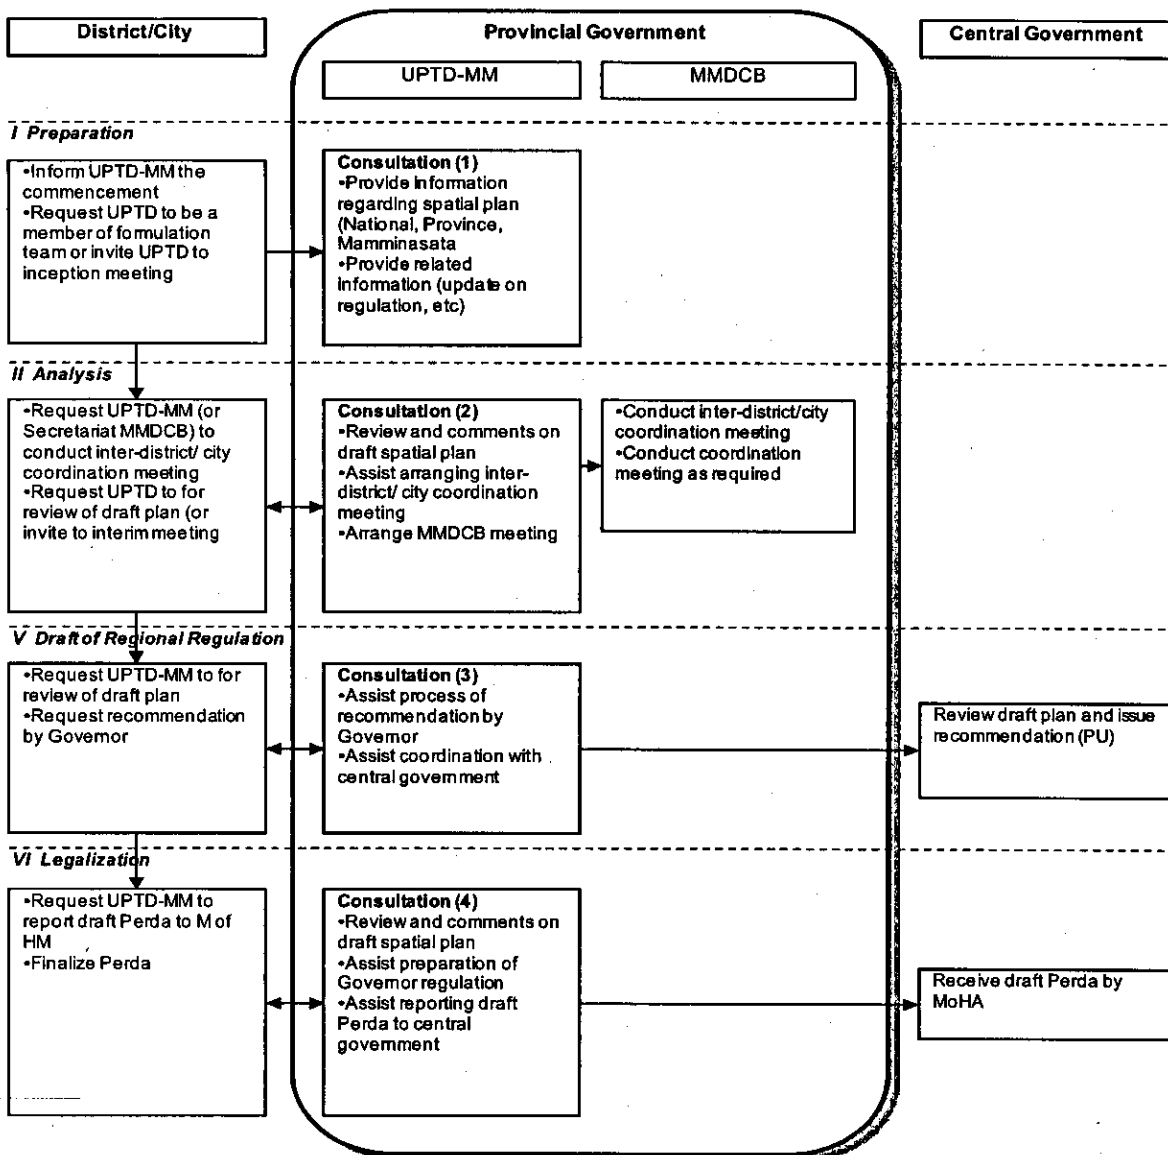 District/City
Provincial Government
Central Government
UPTD-MM
MMDCB
I Preparation
•Inform UPTD-MM the
commencement
•Request UPTD to be a
member of formulation
team or invite UPTD to
inception meeting
Consultation (1)
•Provide information
regarding spatial plan
(National, Province,
Mamminasata
•Provide related
information (update on
regulation, etc)
II Analysis
•Request UPTD-MM (or
Secretariat MMDCB) to
conduct inter-district/ city
coordination meeting
•Request UPTD to for
review of draft plan (or
invite to interim meeting
Consultation (2)
•Review and comments on
draft spatial plan
•Assist arranging inter-
district/ city coordination
meeting
•Arrange MMDCB meeting
•Conduct inter-district/city
coordination meeting
•Conduct coordination
meeting as required
V Draft of Regional Regulation
•Request UPTD-MM to for
review of draft plan
•Request recommendation
by Governor
Consultation (3)
•Assist process of
recommendation by
Governor
•Assist coordination with
central government
Review draft plan and issue
recommendation (PU)
VI Legalization
•Request UPTD-MM to
report draft Perda to M of
HM
•Finalize Perda
Consultation (4)
•Review and comments on
draft spatial plan
•Assist preparation of
Governor regulation
•Assist reporting draft
Perda to central
government
Receive draft Perda by
MoHA